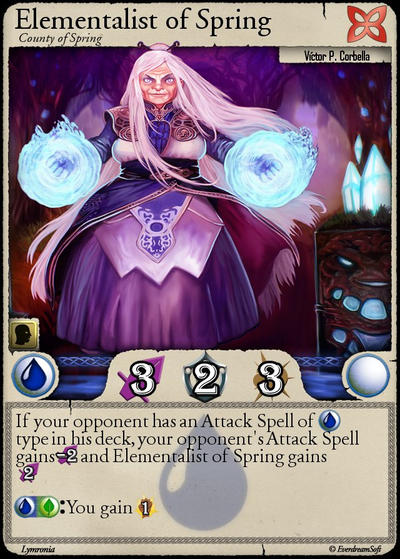 Elementalist of Spring
County of Spring
Víctor P. Corbella
3 2 3
If your opponent has an Attack Spell of
type in his deck, your opponent's Attack Spell
gains -2 and Elementalist of Spring gains
2
:You gain 1
Lymronia
© EverdreamSoft